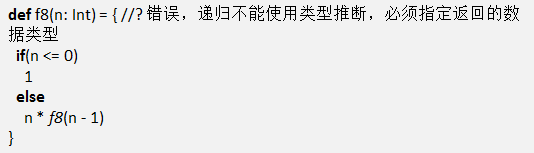 def f8(n: Int) = { //? 错误，递归不能使用类型推断，必须指定返回的数
据类型
if(n <= 0)
1
else
n * f8(n - 1)
}